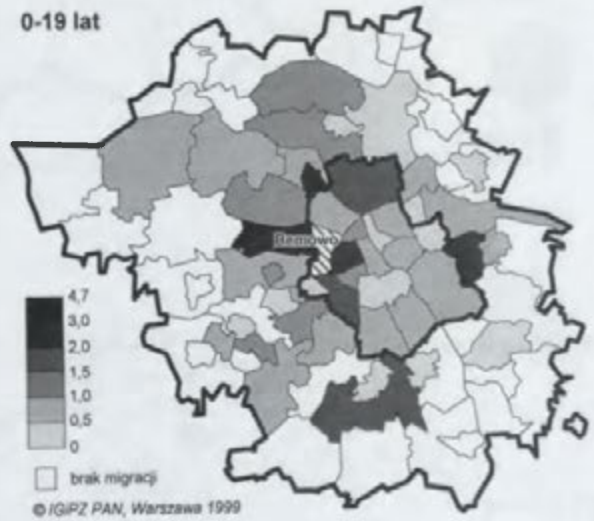 0-19 lat
Bemowo
4,7
3,0
2,0
1,5
1,0
0,5
0
brak migracji
© IGiPZ PAN, Warszawa 1999